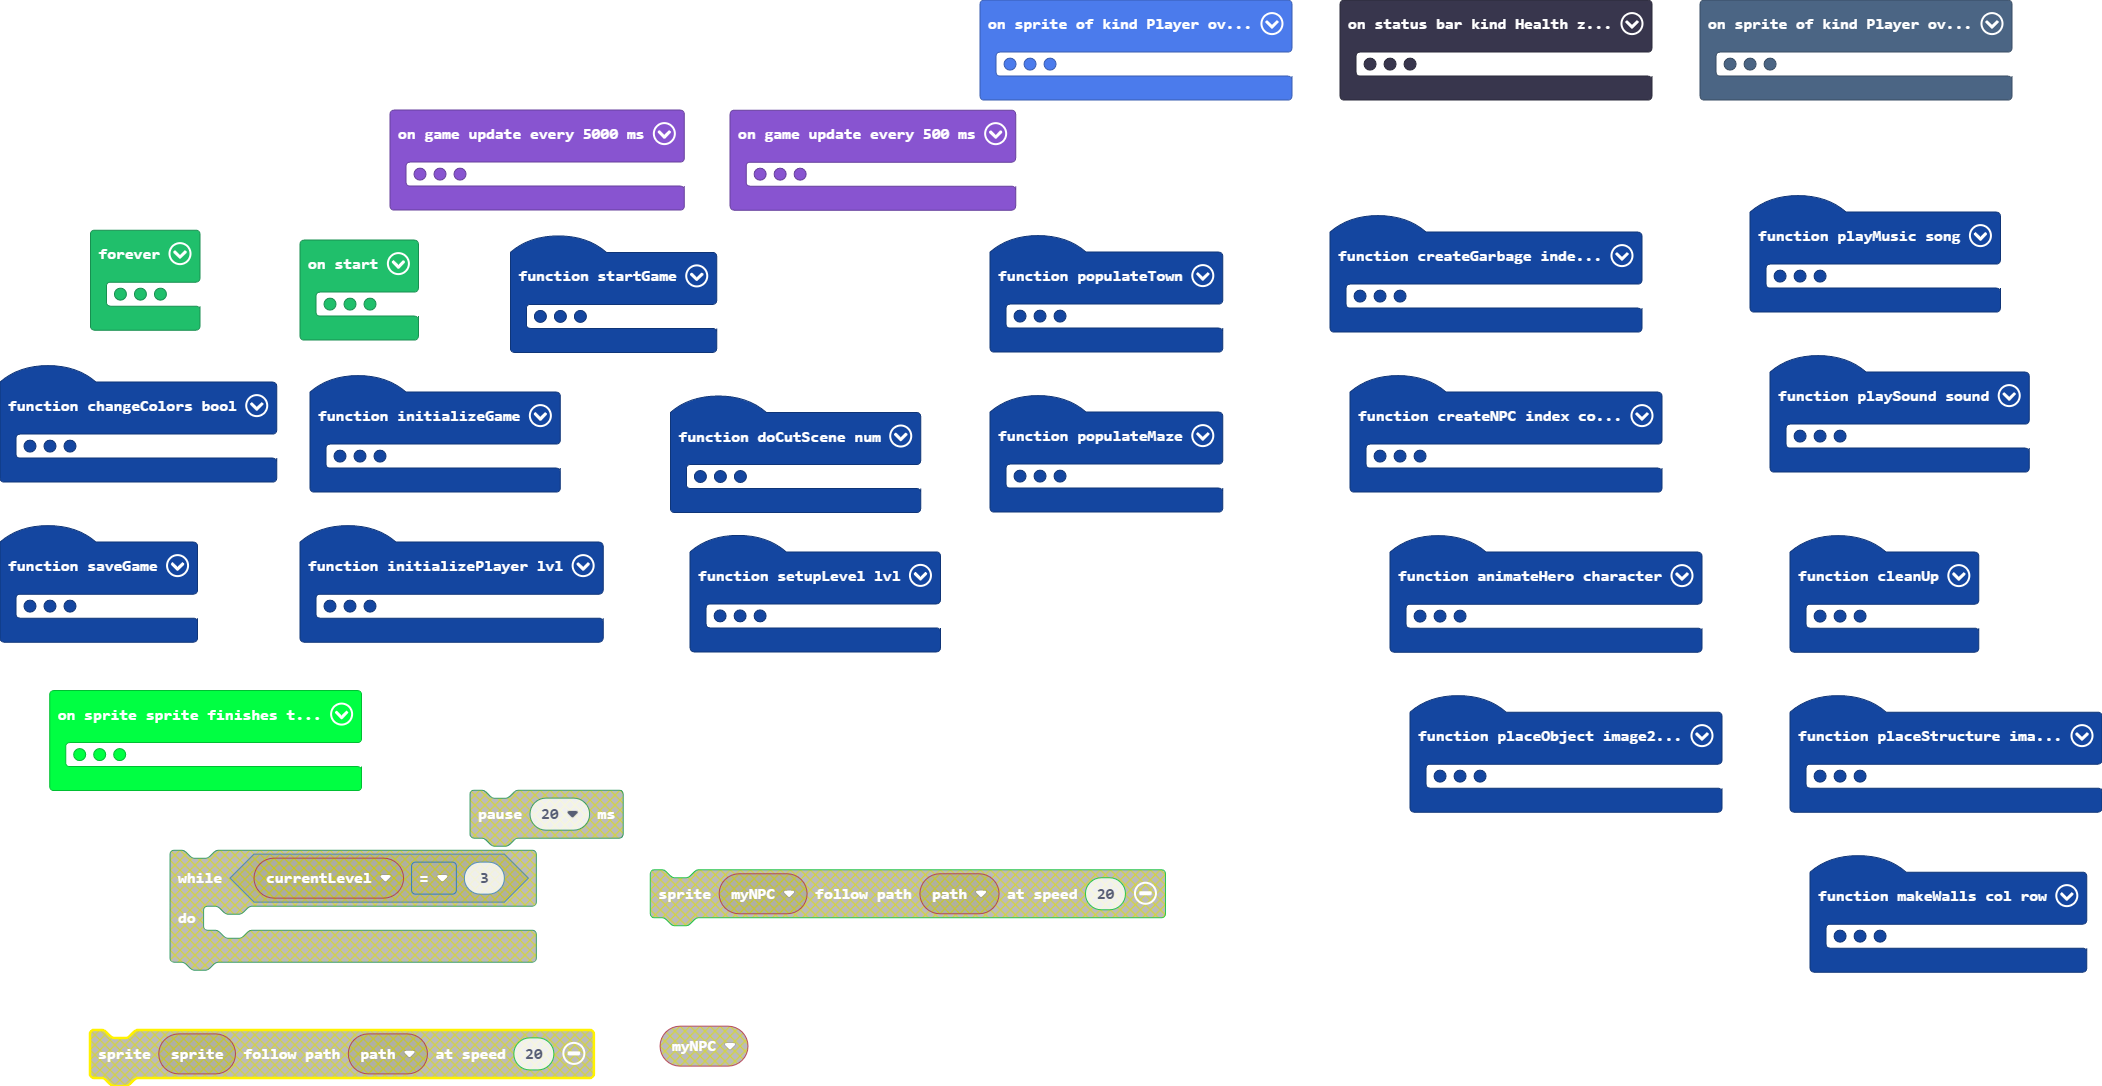 on sprite of kind Player ov...
on status bar kind Health z...
on sprite of kind Player ov...
on game update every 5000 ms
on game update every 500 ms
forever
on start
function startGame
function populateTown
function createGarbage inde...
function playMusic song
function changeColors bool
function initializeGame
function doCutScene num
function populateMaze
function createNPC index co...
function playSound sound
function saveGame
function initializePlayer lvl
function setupLevel lvl
function animateHero character
function cleanUp
on sprite sprite finishes t...
function placeObject image2...
function placeStructure ima...
pause 20 ms
while currentLevel = 3
do
sprite myNPC follow path path at speed 20
function makeWalls col row
sprite sprite follow path path at speed 20
myNPC